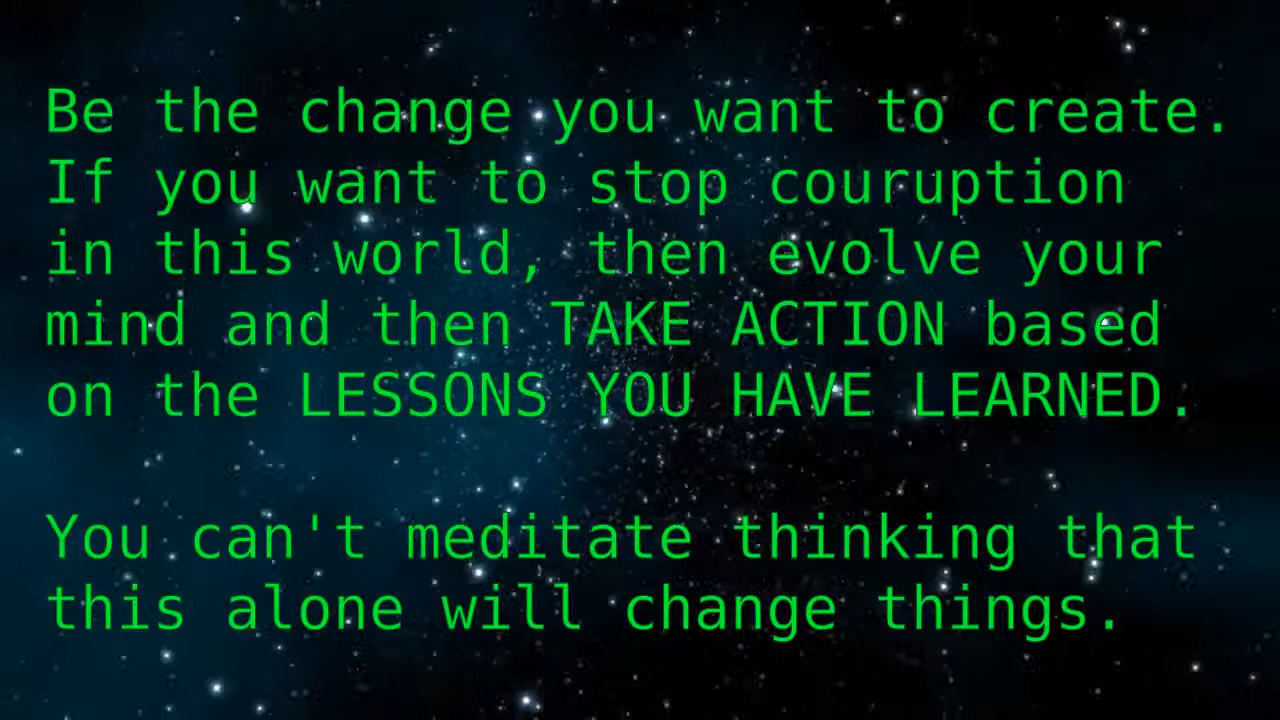 Be the change you want to create.
If you want to stop couruption
in this world, then evolve your
mind and then TAKE ACTION based
on the LESSONS YOU HAVE LEARNED.
You can't meditate thinking that
this alone will change things.